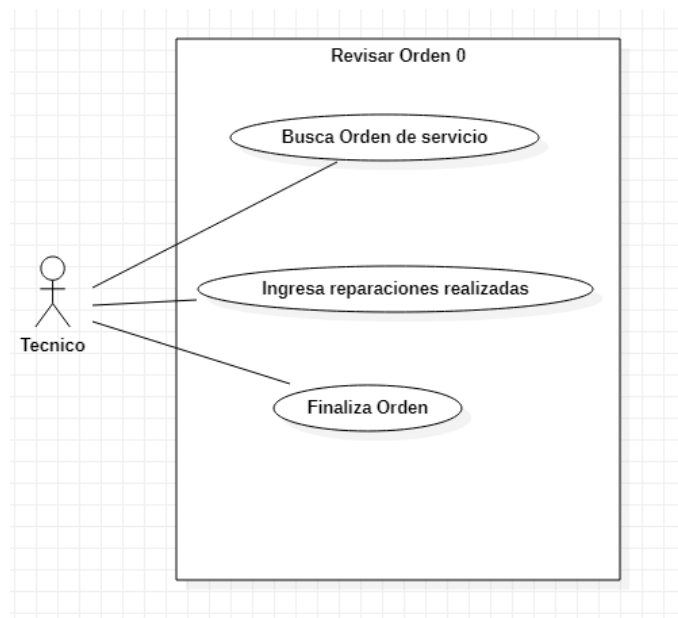 Revisar Orden 0
Busca Orden de servicio
Ingresa reparaciones realizadas
Tecnico
Finaliza Orden